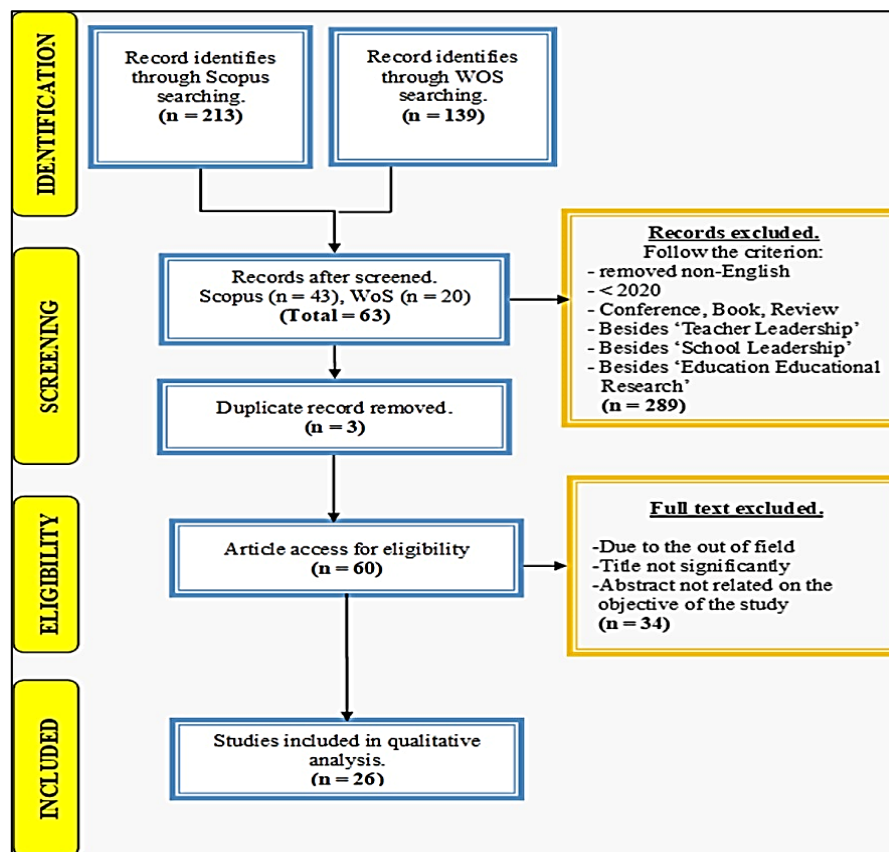 IDENTIFICATION
Record identifies
through Scopus
searching.
(n = 213)
Record identifies
through WOS
searching.
(n = 139)
SCREENING
Records after screened.
Scopus (n = 43), WoS (n = 20)
(Total = 63)
Records excluded.
Follow the criterion:
- removed non-English
- < 2020
- Conference, Book, Review
- Besides ‘Teacher Leadership’
- Besides ‘School Leadership’
- Besides ‘Education Educational
Research’
(n = 289)
Duplicate record removed.
(n = 3)
ELIGIBILITY
Article access for eligibility
(n = 60)
Full text excluded.
-Due to the out of field
-Title not significantly
-Abstract not related on the
objective of the study
(n = 34)
INCLUDED
Studies included in qualitative
analysis.
(n = 26)